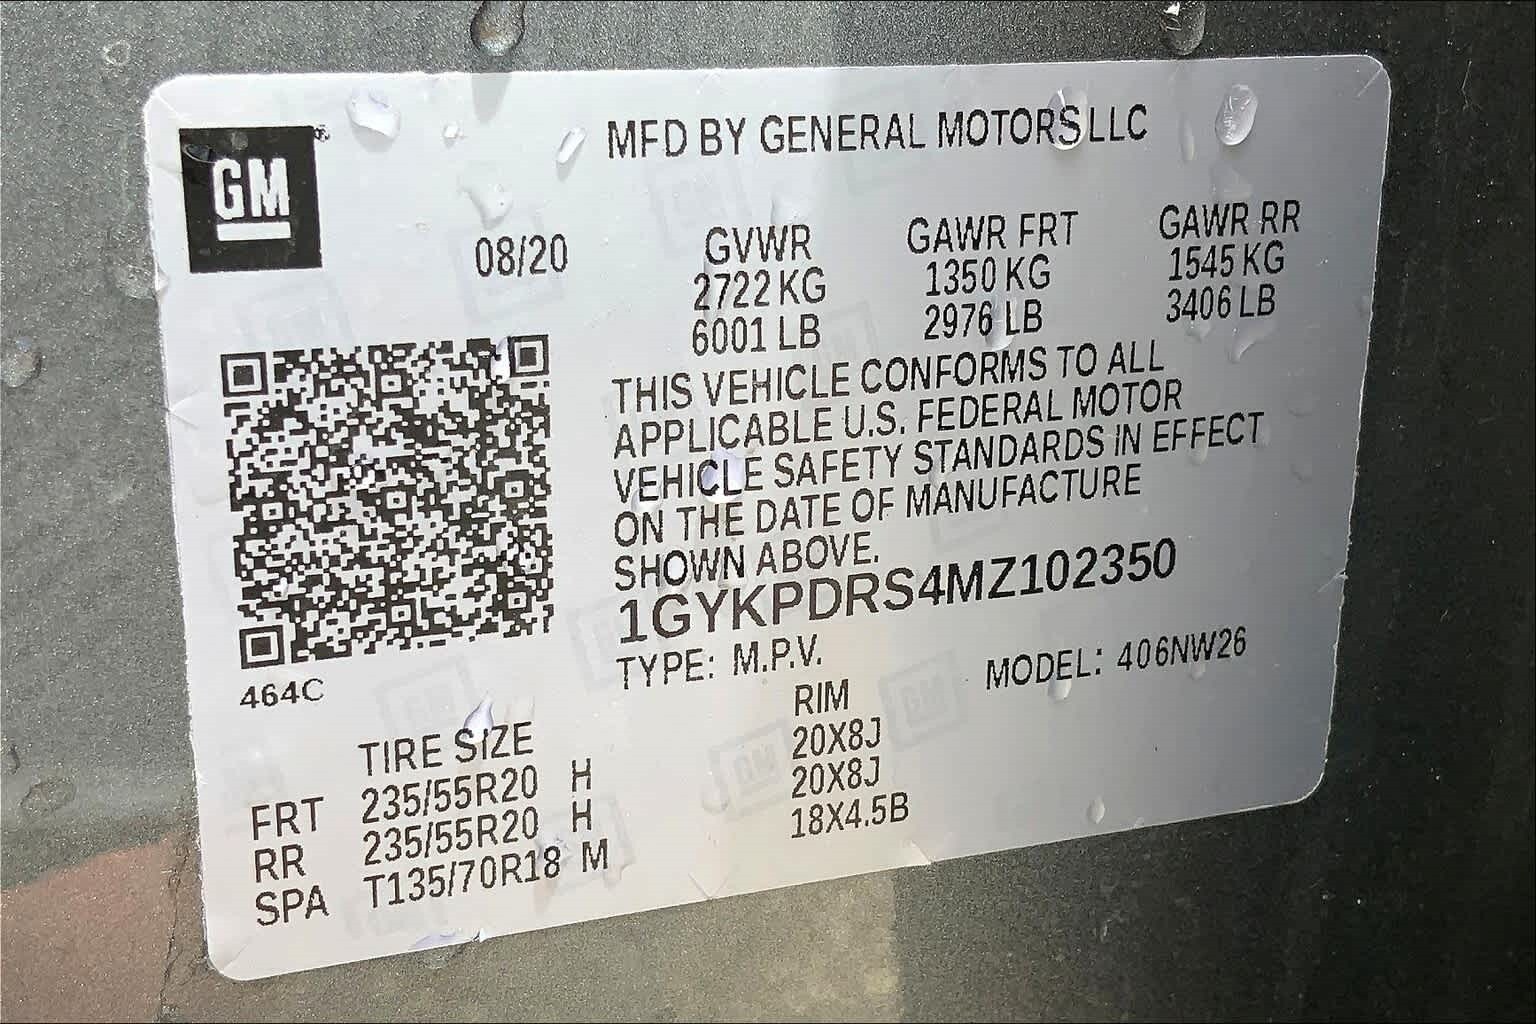 GM
MFD BY GENERAL MOTORS LLC
08/20
GVWR
2722 KG
6001 LB
GAWR FRT
1350 KG
2976 LB
GAWR RR
1545 KG
3406 LB
THIS VEHICLE CONFORMS TO ALL
APPLICABLE U.S. FEDERAL MOTOR
VEHICLE SAFETY STANDARDS IN EFFECT
ON THE DATE OF MANUFACTURE
SHOWN ABOVE.
1GYKPDRS4MZ102350
TYPE: M.P.V.
MODEL: 406NW26
464C
TIRE SIZE RIM
FRT 235/55R20 H 20X8J
RR 235/55R20 H 20X8J
SPA T135/70R18 M 18X4.5B